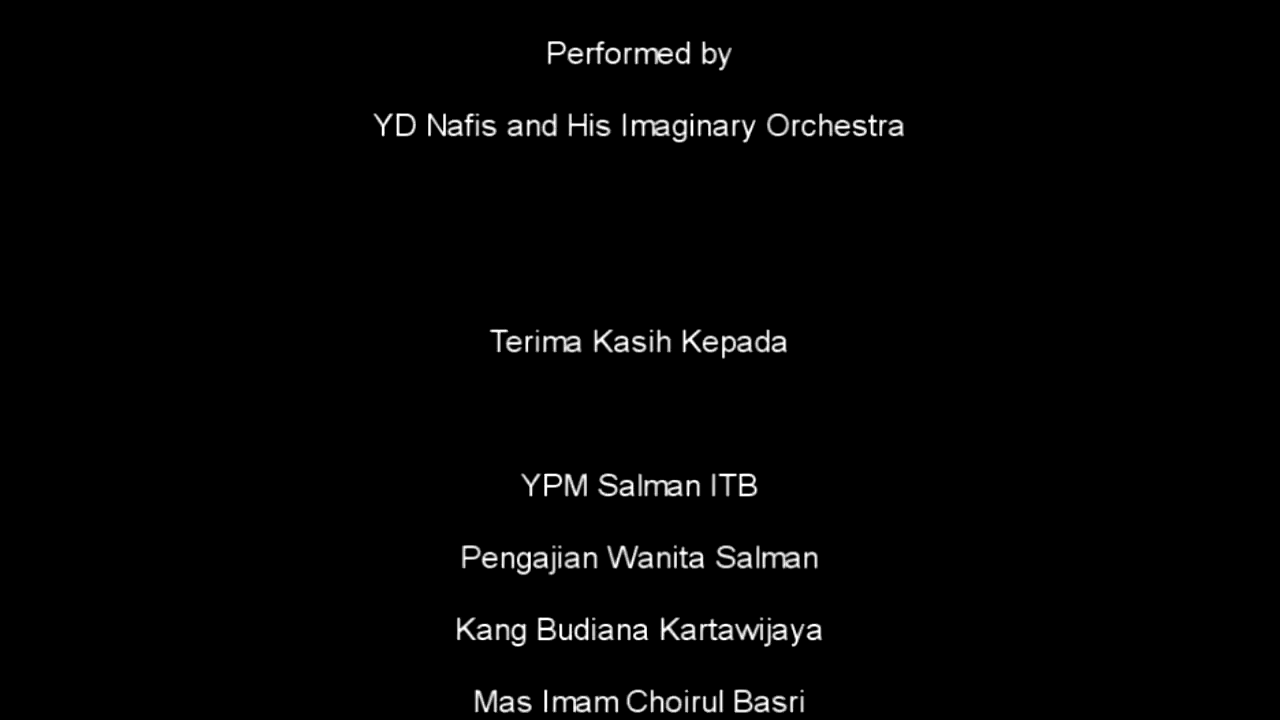 Performed by
YD Nafis and His Imaginary Orchestra
Terima Kasih Kepada
YPM Salman ITB
Pengajian Wanita Salman
Kang Budiana Kartawijaya
Mas Imam Choirul Basri